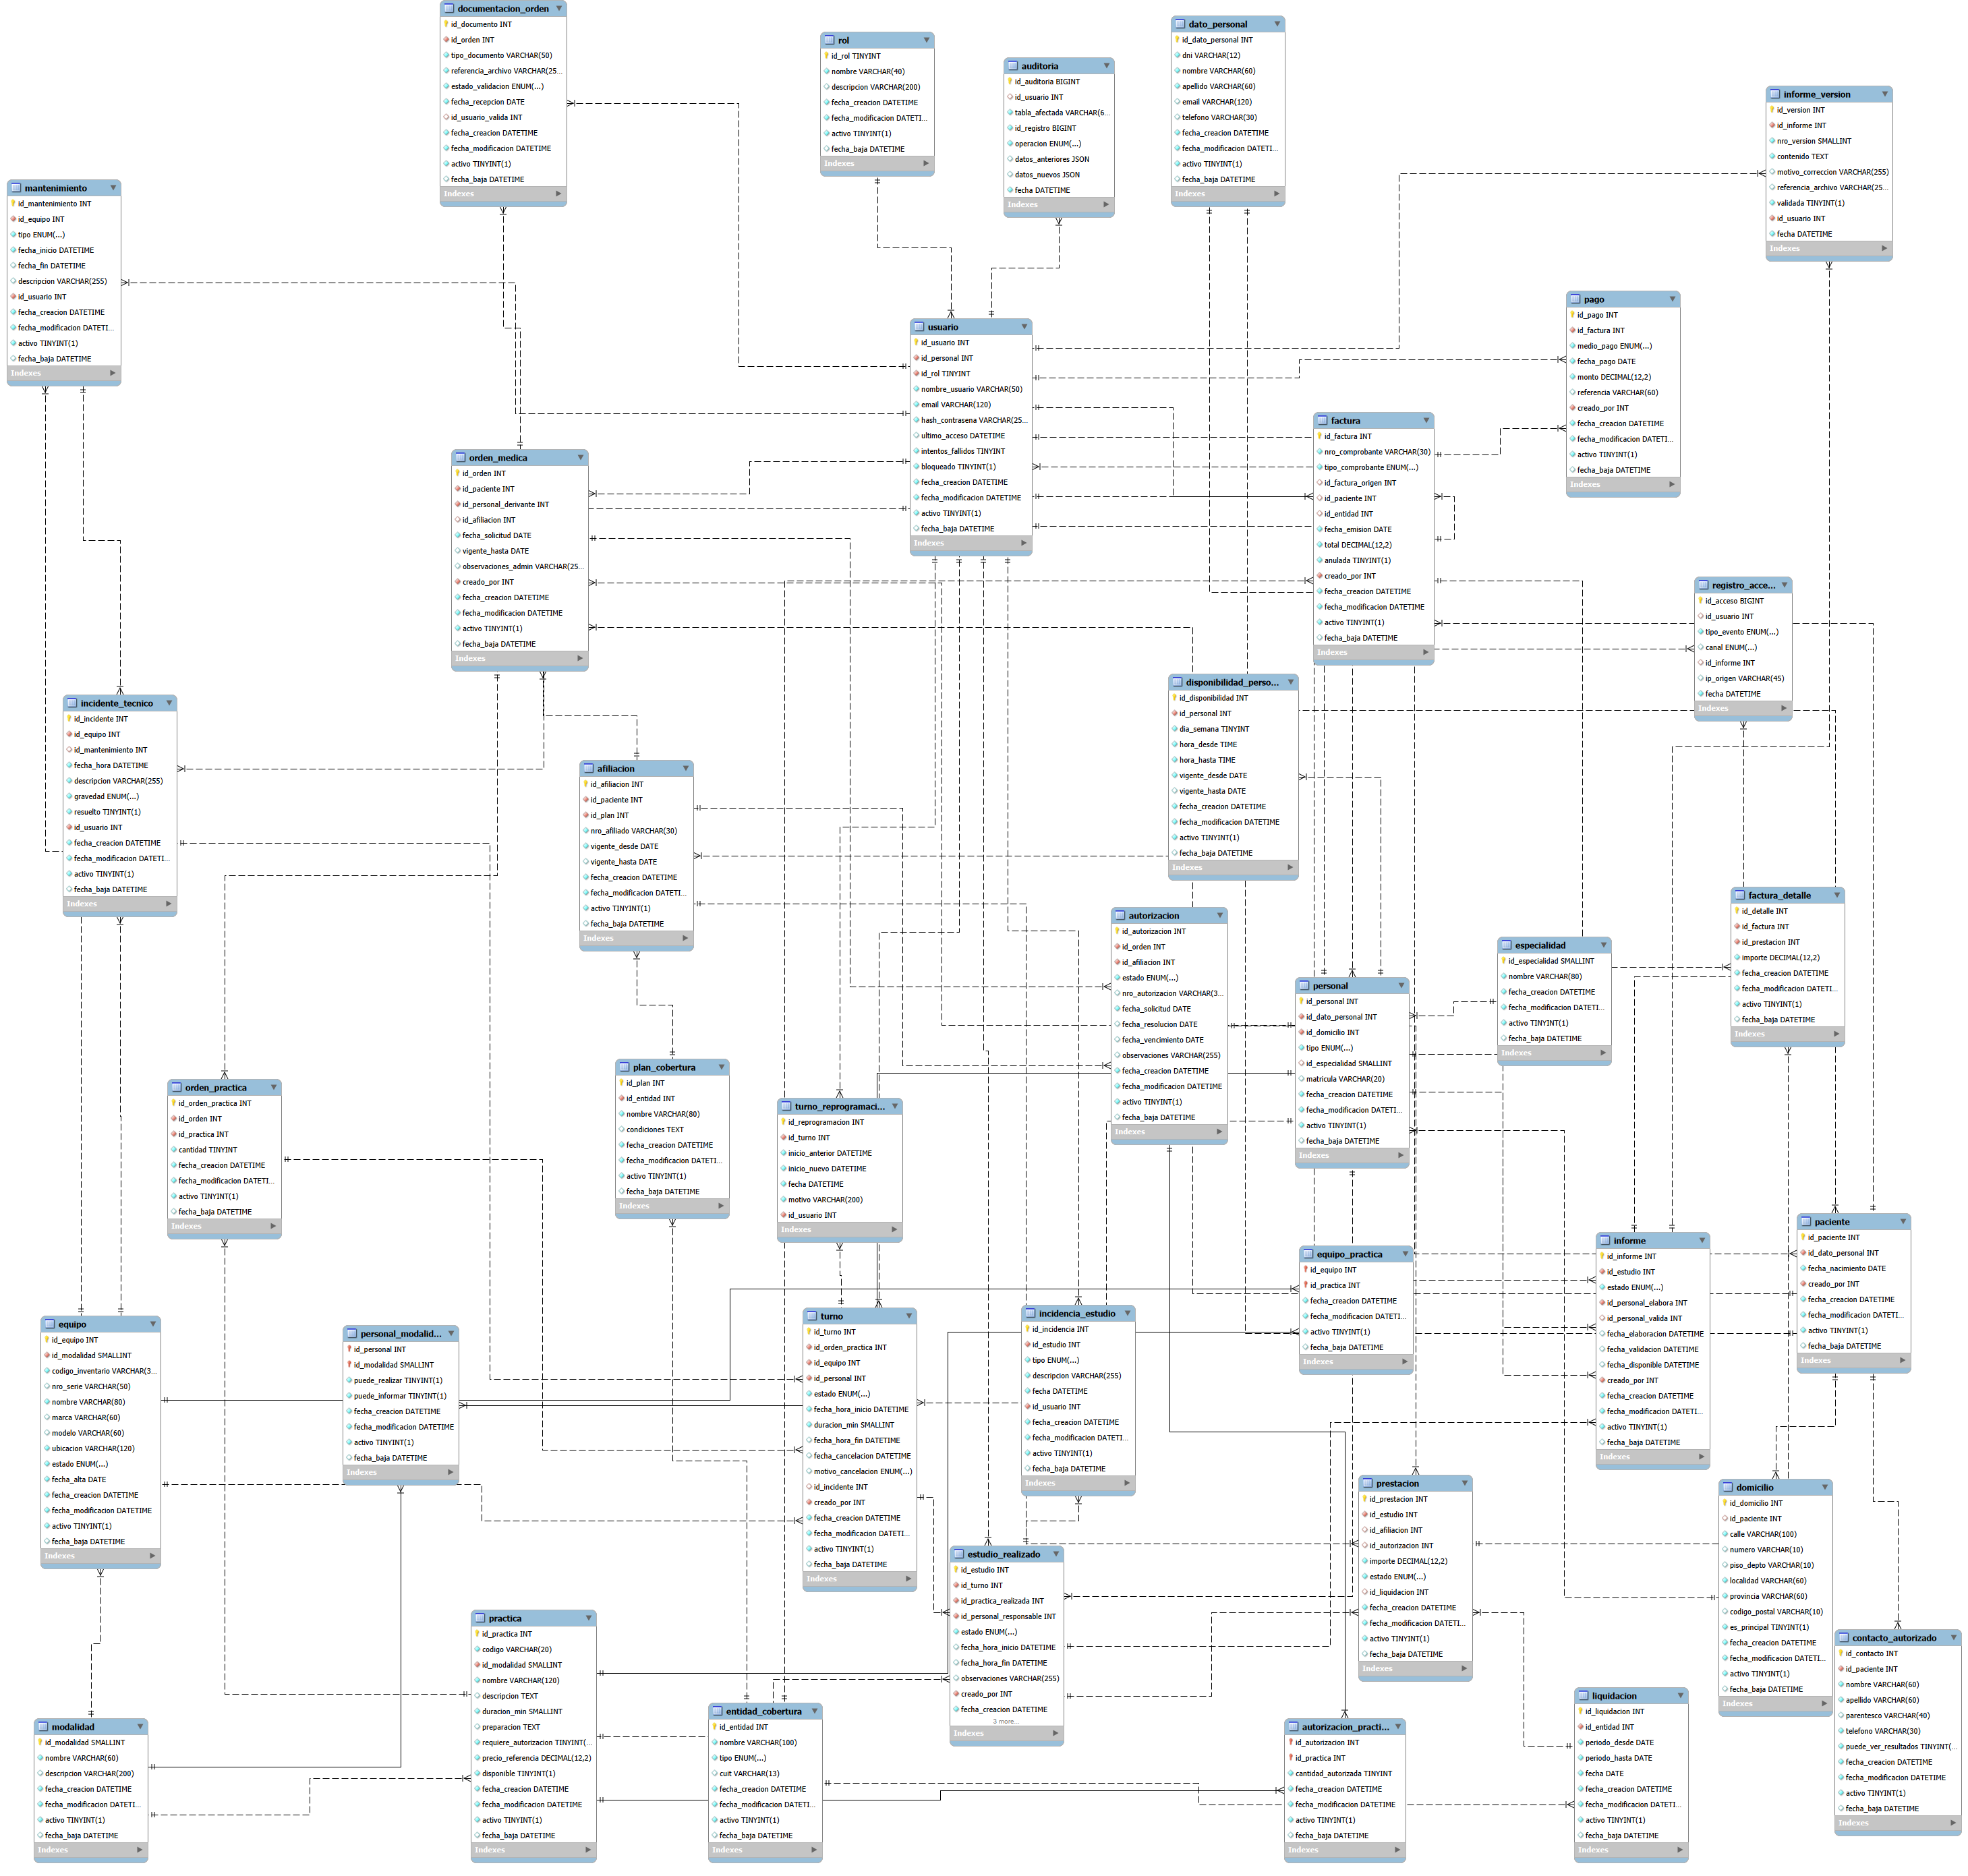 documentacion_orden
id_documento INT
id_orden INT
tipo_documento VARCHAR(50)
referencia_archivo VARCHAR(25...
estado_validacion ENUM(...)
fecha_recepcion DATE
id_usuario_valida INT
fecha_creacion DATETIME
fecha_modificacion DATETIME
activo TINYINT(1)
fecha_baja DATETIME
Indexes
rol
id_rol TINYINT
nombre VARCHAR(40)
descripcion VARCHAR(200)
fecha_creacion DATETIME
fecha_modificacion DATETI...
activo TINYINT(1)
fecha_baja DATETIME
Indexes
auditoria
id_auditoria BIGINT
id_usuario INT
tabla_afectada VARCHAR(6...
id_registro BIGINT
operacion ENUM(...)
datos_anteriores JSON
datos_nuevos JSON
fecha DATETIME
Indexes
dato_personal
id_dato_personal INT
dni VARCHAR(12)
nombre VARCHAR(60)
apellido VARCHAR(60)
email VARCHAR(120)
telefono VARCHAR(30)
fecha_creacion DATETIME
fecha_modificacion DATETI...
activo TINYINT(1)
fecha_baja DATETIME
Indexes
informe_version
id_version INT
id_informe INT
nro_version SMALLINT
contenido TEXT
motivo_correccion VARCHAR(255)
referencia_archivo VARCHAR(25...
validada TINYINT(1)
id_usuario INT
fecha DATETIME
Indexes
mantenimiento
id_mantenimiento INT
id_equipo INT
tipo ENUM(...)
fecha_inicio DATETIME
fecha_fin DATETIME
descripcion VARCHAR(255)
id_usuario INT
fecha_creacion DATETIME
fecha_modificacion DATETI...
activo TINYINT(1)
fecha_baja DATETIME
Indexes
usuario
id_usuario INT
id_personal INT
id_rol TINYINT
nombre_usuario VARCHAR(50)
email VARCHAR(120)
hash_contrasena VARCHAR(25...
ultimo_acceso DATETIME
intentos_fallidos TINYINT
bloqueado TINYINT(1)
fecha_creacion DATETIME
fecha_modificacion DATETIME
activo TINYINT(1)
fecha_baja DATETIME
Indexes
pago
id_pago INT
id_factura INT
medio_pago ENUM(...)
fecha_pago DATE
monto DECIMAL(12,2)
referencia VARCHAR(60)
creado_por INT
fecha_creacion DATETIME
fecha_modificacion DATETI...
activo TINYINT(1)
fecha_baja DATETIME
Indexes
factura
id_factura INT
nro_comprobante VARCHAR(30)
tipo_comprobante ENUM(...)
id_factura_origen INT
id_paciente INT
id_entidad INT
fecha_emision DATE
total DECIMAL(12,2)
anulada TINYINT(1)
creado_por INT
fecha_creacion DATETIME
fecha_modificacion DATETIME
activo TINYINT(1)
fecha_baja DATETIME
Indexes
orden_medica
id_orden INT
id_paciente INT
id_personal_derivante INT
id_afiliacion INT
fecha_solicitud DATE
vigente_hasta DATE
observaciones_admin VARCHAR(25...
creado_por INT
fecha_creacion DATETIME
fecha_modificacion DATETIME
activo TINYINT(1)
fecha_baja DATETIME
Indexes
registro_acce...
id_acceso BIGINT
id_usuario INT
tipo_evento ENUM(...)
canal ENUM(...)
id_informe INT
ip_origen VARCHAR(45)
fecha DATETIME
Indexes
disponibilidad_perso...
id_disponibilidad INT
id_personal INT
dia_semana TINYINT
hora_desde TIME
hora_hasta TIME
vigente_desde DATE
vigente_hasta DATE
fecha_creacion DATETIME
fecha_modificacion DATETIME
activo TINYINT(1)
fecha_baja DATETIME
Indexes
incidente_tecnico
id_incidente INT
id_equipo INT
id_mantenimiento INT
fecha_hora DATETIME
descripcion VARCHAR(255)
gravedad ENUM(...)
resuelto TINYINT(1)
id_usuario INT
fecha_creacion DATETIME
fecha_modificacion DATETI...
activo TINYINT(1)
fecha_baja DATETIME
Indexes
afiliacion
id_afiliacion INT
id_paciente INT
id_plan INT
nro_afiliado VARCHAR(30)
vigente_desde DATE
vigente_hasta DATE
fecha_creacion DATETIME
fecha_modificacion DATETI...
activo TINYINT(1)
fecha_baja DATETIME
Indexes
factura_detalle
id_detalle INT
id_factura INT
id_prestacion INT
importe DECIMAL(12,2)
fecha_creacion DATETIME
fecha_modificacion DATETI...
activo TINYINT(1)
fecha_baja DATETIME
Indexes
autorizacion
id_autorizacion INT
id_orden INT
id_afiliacion INT
estado ENUM(...)
nro_autorizacion VARCHAR(3...
fecha_solicitud DATE
fecha_resolucion DATE
fecha_vencimiento DATE
observaciones VARCHAR(255)
fecha_creacion DATETIME
fecha_modificacion DATETIME
activo TINYINT(1)
fecha_baja DATETIME
Indexes
especialidad
id_especialidad SMALLINT
nombre VARCHAR(80)
fecha_creacion DATETIME
fecha_modificacion DATETI...
activo TINYINT(1)
fecha_baja DATETIME
Indexes
personal
id_personal INT
id_dato_personal INT
id_domicilio INT
tipo ENUM(...)
id_especialidad SMALLINT
matricula VARCHAR(20)
fecha_creacion DATETIME
fecha_modificacion DATETI...
activo TINYINT(1)
fecha_baja DATETIME
Indexes
plan_cobertura
id_plan INT
id_entidad INT
nombre VARCHAR(80)
condiciones TEXT
fecha_creacion DATETIME
fecha_modificacion DATETI...
activo TINYINT(1)
fecha_baja DATETIME
Indexes
orden_practica
id_orden_practica INT
id_orden INT
id_practica INT
cantidad TINYINT
fecha_creacion DATETIME
fecha_modificacion DATETI...
activo TINYINT(1)
fecha_baja DATETIME
Indexes
turno_reprogramaci...
id_reprogramacion INT
id_turno INT
inicio_anterior DATETIME
inicio_nuevo DATETIME
fecha DATETIME
motivo VARCHAR(200)
id_usuario INT
Indexes
paciente
id_paciente INT
id_dato_personal INT
fecha_nacimiento DATE
creado_por INT
fecha_creacion DATETIME
fecha_modificacion DATETI...
activo TINYINT(1)
fecha_baja DATETIME
Indexes
informe
id_informe INT
id_estudio INT
estado ENUM(...)
id_personal_elabora INT
id_personal_valida INT
fecha_elaboracion DATETIME
fecha_validacion DATETIME
fecha_disponible DATETIME
creado_por INT
fecha_creacion DATETIME
fecha_modificacion DATETI...
activo TINYINT(1)
fecha_baja DATETIME
Indexes
equipo_practica
id_equipo INT
id_practica INT
fecha_creacion DATETIME
fecha_modificacion DATETI...
activo TINYINT(1)
fecha_baja DATETIME
Indexes
equipo
id_equipo INT
id_modalidad SMALLINT
codigo_inventario VARCHAR(3...
nro_serie VARCHAR(50)
nombre VARCHAR(80)
marca VARCHAR(60)
modelo VARCHAR(60)
ubicacion VARCHAR(120)
estado ENUM(...)
fecha_alta DATE
fecha_creacion DATETIME
fecha_modificacion DATETIME
activo TINYINT(1)
fecha_baja DATETIME
Indexes
personal_modalid...
id_personal INT
id_modalidad SMALLINT
puede_realizar TINYINT(1)
puede_informar TINYINT(1)
fecha_creacion DATETIME
fecha_modificacion DATETIME
activo TINYINT(1)
fecha_baja DATETIME
Indexes
turno
id_turno INT
id_orden_practica INT
id_equipo INT
id_personal INT
estado ENUM(...)
fecha_hora_inicio DATETIME
duracion_min SMALLINT
fecha_hora_fin DATETIME
fecha_cancelacion DATETIME
motivo_cancelacion ENUM(...)
id_incidente INT
creado_por INT
fecha_creacion DATETIME
fecha_modificacion DATETI...
activo TINYINT(1)
fecha_baja DATETIME
Indexes
incidencia_estudio
id_incidencia INT
id_estudio INT
tipo ENUM(...)
descripcion VARCHAR(255)
fecha DATETIME
id_usuario INT
fecha_creacion DATETIME
fecha_modificacion DATETI...
activo TINYINT(1)
fecha_baja DATETIME
Indexes
prestacion
id_prestacion INT
id_estudio INT
id_afiliacion INT
id_autorizacion INT
importe DECIMAL(12,2)
estado ENUM(...)
id_liquidacion INT
fecha_creacion DATETIME
fecha_modificacion DATETI...
activo TINYINT(1)
fecha_baja DATETIME
Indexes
domicilio
id_domicilio INT
id_paciente INT
calle VARCHAR(100)
numero VARCHAR(10)
piso_depto VARCHAR(10)
localidad VARCHAR(60)
provincia VARCHAR(60)
codigo_postal VARCHAR(10)
es_principal TINYINT(1)
fecha_creacion DATETIME
fecha_modificacion DATETI...
activo TINYINT(1)
fecha_baja DATETIME
Indexes
estudio_realizado
id_estudio INT
id_turno INT
id_practica_realizada INT
id_personal_responsable INT
estado ENUM(...)
fecha_hora_inicio DATETIME
fecha_hora_fin DATETIME
observaciones VARCHAR(255)
creado_por INT
fecha_creacion DATETIME
3 more...
Indexes
practica
id_practica INT
codigo VARCHAR(20)
id_modalidad SMALLINT
nombre VARCHAR(120)
descripcion TEXT
duracion_min SMALLINT
preparacion TEXT
requiere_autorizacion TINYINT(...
precio_referencia DECIMAL(12,2)
disponible TINYINT(1)
fecha_creacion DATETIME
fecha_modificacion DATETIME
activo TINYINT(1)
fecha_baja DATETIME
Indexes
contacto_autorizado
id_contacto INT
id_paciente INT
nombre VARCHAR(60)
apellido VARCHAR(60)
parentesco VARCHAR(40)
telefono VARCHAR(30)
puede_ver_resultados TINYINT(...
fecha_creacion DATETIME
fecha_modificacion DATETIME
activo TINYINT(1)
fecha_baja DATETIME
Indexes
liquidacion
id_liquidacion INT
id_entidad INT
periodo_desde DATE
periodo_hasta DATE
fecha DATE
fecha_creacion DATETIME
fecha_modificacion DATETI...
activo TINYINT(1)
fecha_baja DATETIME
Indexes
entidad_cobertura
id_entidad INT
nombre VARCHAR(100)
tipo ENUM(...)
cuit VARCHAR(13)
fecha_creacion DATETIME
fecha_modificacion DATETI...
activo TINYINT(1)
fecha_baja DATETIME
Indexes
modalidad
id_modalidad SMALLINT
nombre VARCHAR(60)
descripcion VARCHAR(200)
fecha_creacion DATETIME
fecha_modificacion DATETI...
activo TINYINT(1)
fecha_baja DATETIME
Indexes
autorizacion_practi...
id_autorizacion INT
id_practica INT
cantidad_autorizada TINYINT
fecha_creacion DATETIME
fecha_modificacion DATETIME
activo TINYINT(1)
fecha_baja DATETIME
Indexes